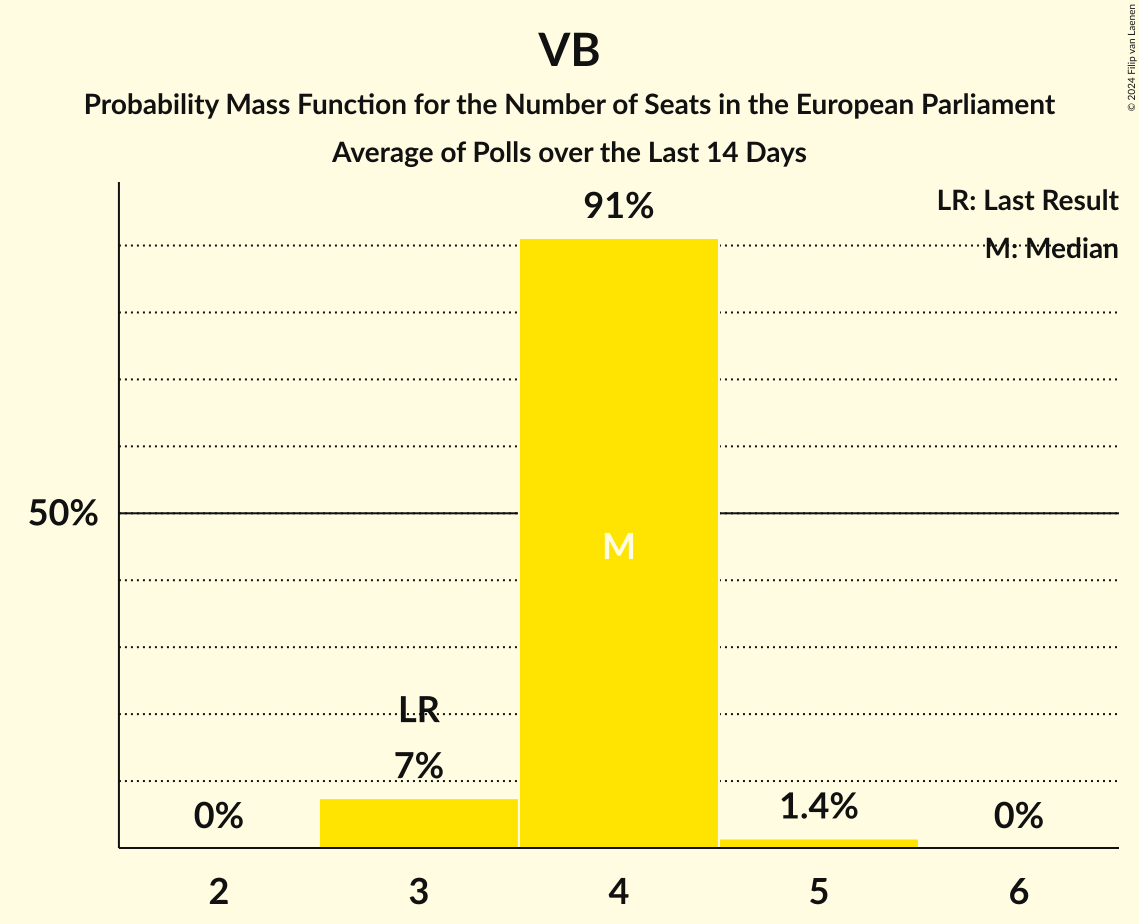 VB
Probability Mass Function for the Number of Seats in the European Parliament
Average of Polls over the Last 14 Days
© 2024 Filip van Laenen
LR: Last Result
M: Median
91%
50%
M
LR
7%
0%
1.4%
0%
2 3 4 5 6